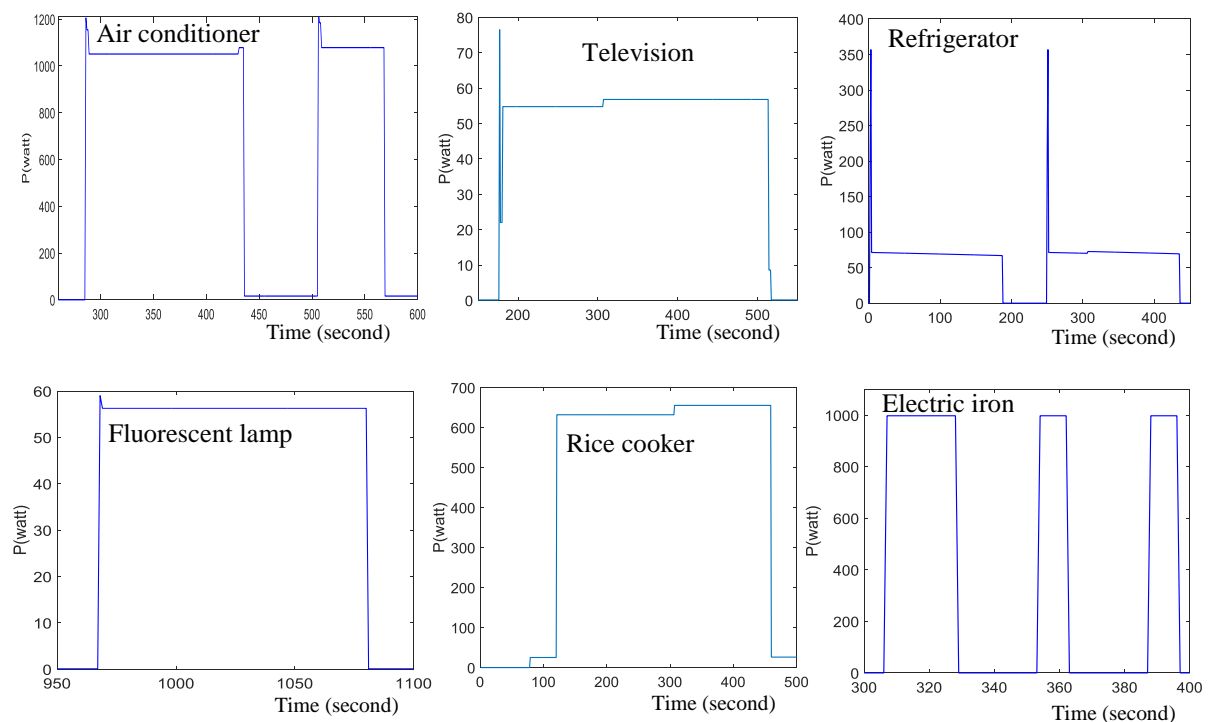 Air conditioner
P(watt)
1200
1000
800
600
400
200
0
300 350 400 450 500 550 600
Time (second)
Television
P(watt)
80
70
60
50
40
30
20
10
0
200 300 400 500
Time (second)
Refrigerator
P(watt)
400
350
300
250
200
150
100
50
0
0 100 200 300 400
Time (second)
Fluorescent lamp
P(watt)
60
50
40
30
20
10
0
950 1000 1050 1100
Time (second)
Rice cooker
P(watt)
700
600
500
400
300
200
100
0
0 100 200 300 400 500
Time (second)
Electric iron
P(watt)
1000
800
600
400
200
0
300 320 340 360 380 400
Time (second)